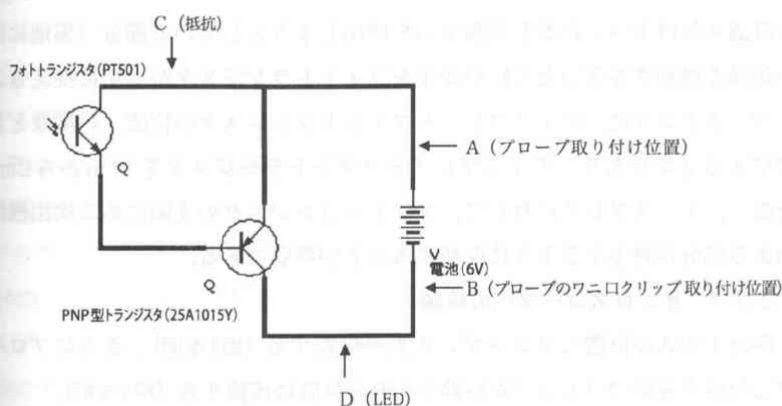 C（抵抗）
フォトトランジスタ(PT501)
A（プローブ取り付け位置）
Q
電池(6V)
Q
B（プローブのワニ口クリップ取り付け位置）
PNP型トランジスタ(25A1015Y)
D（LED）